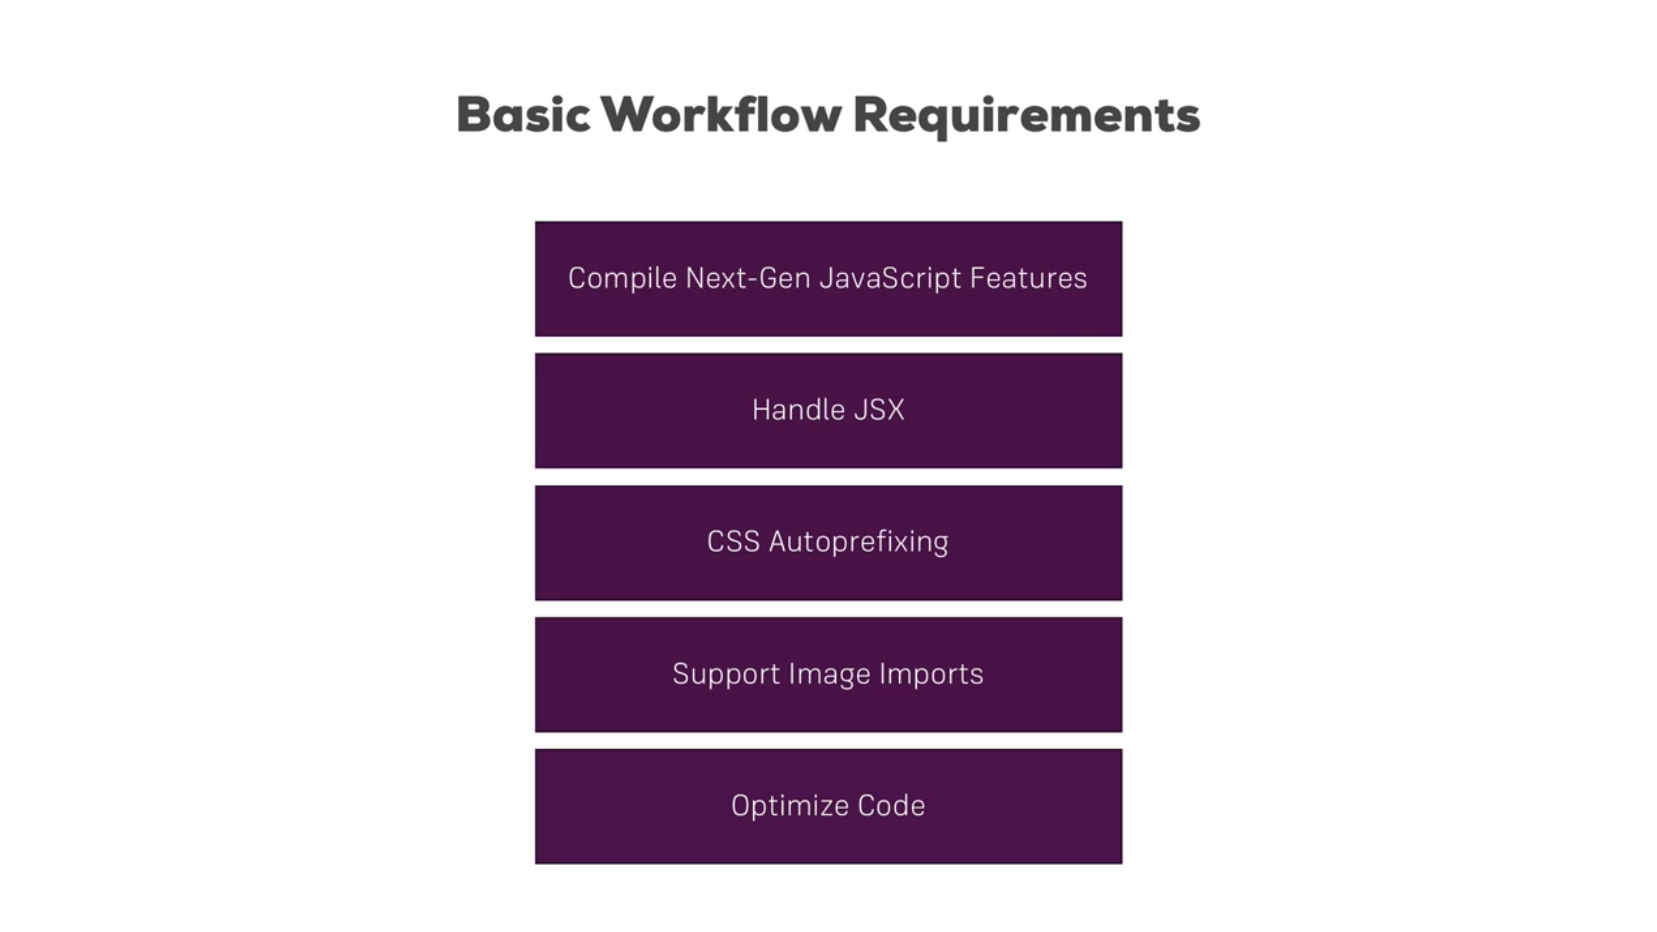 Basic Workflow Requirements
Compile Next-Gen JavaScript Features
Handle JSX
CSS Autoprefixing
Support Image Imports
Optimize Code